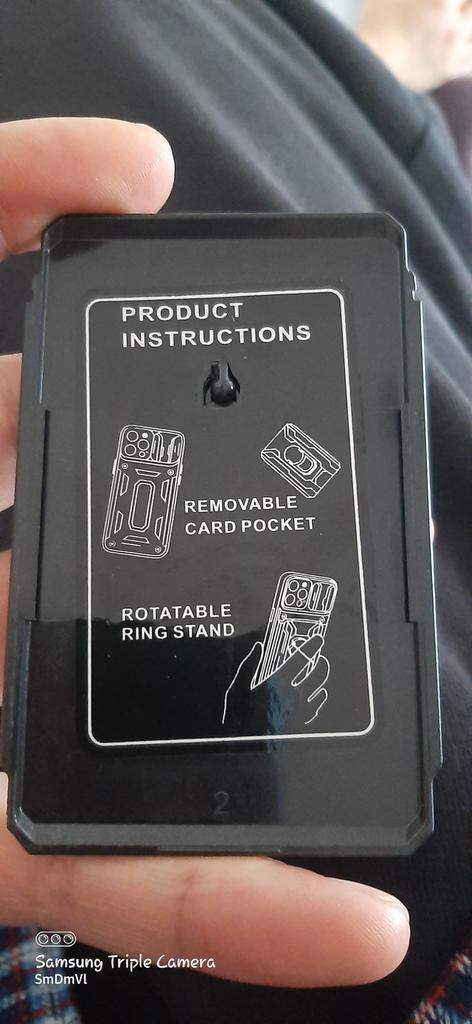 PRODUCT
INSTRUCTIONS
REMOVABLE
CARD POCKET
ROTATABLE
RING STAND
2
Samsung Triple Camera
SmDmVl